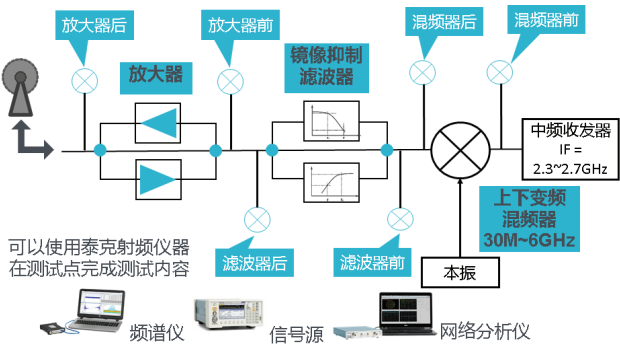 放大器后
放大器前
混频器后
混频器前
放大器
镜像抑制
滤波器
中频收发器
IF =
2.3~2.7GHz
上下变频
混频器
30M~6GHz
滤波器后
滤波器前
本振
可以使用泰克射频仪器
在测试点完成测试内容
频谱仪
信号源
网络分析仪